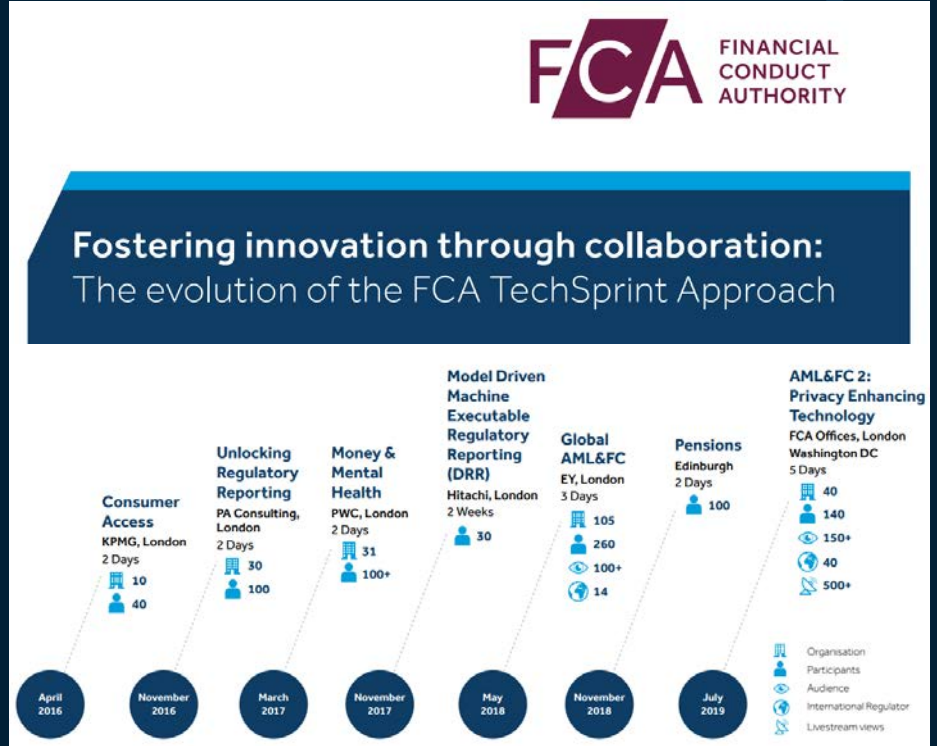 FCA
FINANCIAL
CONDUCT
AUTHORITY
Fostering innovation through collaboration:
The evolution of the FCA TechSprint Approach
Consumer
Access
KPMG, London
2 Days
10
40
Unlocking
Regulatory
Reporting
PA Consulting,
London
2 Days
30
100
Money &
Mental
Health
PWC, London
2 Days
31
100+
Model Driven
Machine
Executable
Regulatory
Reporting
(DRR)
Hitachi, London
2 Weeks
30
Global
AML&FC
EY, London
3 Days
105
260
100+
14
Pensions
Edinburgh
2 Days
100
AML&FC 2:
Privacy Enhancing
Technology
FCA Offices, London
Washington DC
5 Days
40
140
150+
40
500+
April
2016
November
2016
March
2017
November
2017
May
2018
November
2018
July
2019
Organisation
Participants
Audience
International Regulator
Livestream views